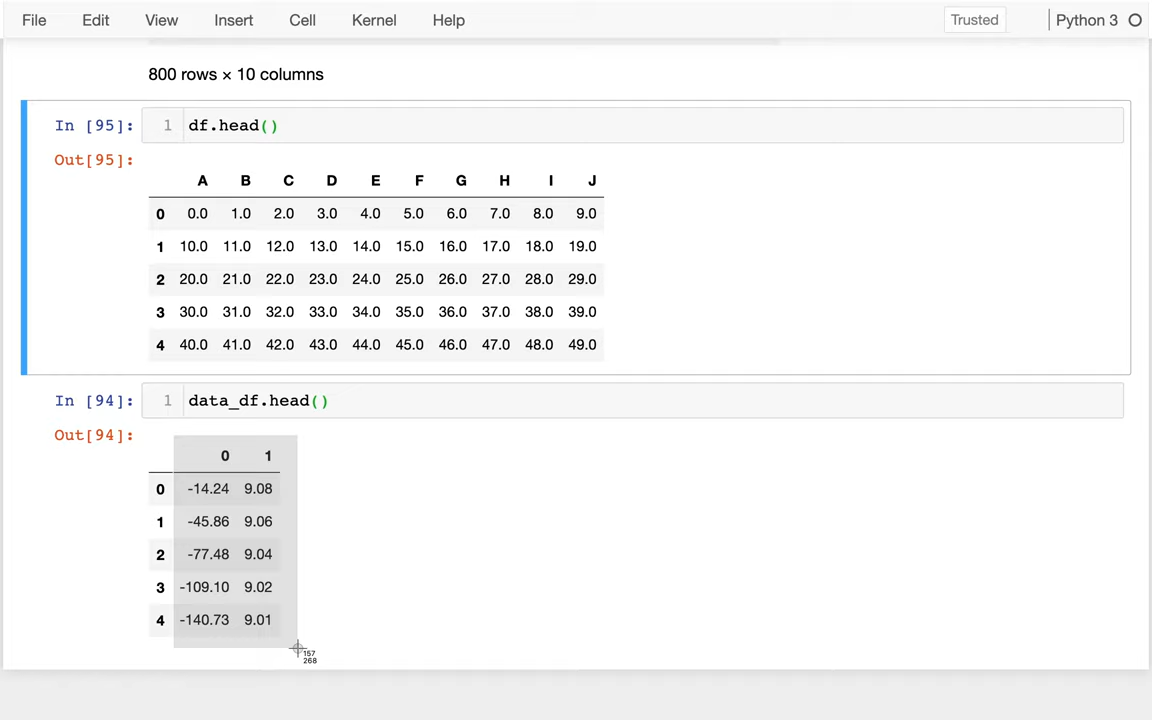 File Edit View Insert Cell Kernel Help Trusted Python 3
800 rows × 10 columns
In [95]: 1 df.head()
Out[95]:
A B C D E F G H I J
0 0.0 1.0 2.0 3.0 4.0 5.0 6.0 7.0 8.0 9.0
1 10.0 11.0 12.0 13.0 14.0 15.0 16.0 17.0 18.0 19.0
2 20.0 21.0 22.0 23.0 24.0 25.0 26.0 27.0 28.0 29.0
3 30.0 31.0 32.0 33.0 34.0 35.0 36.0 37.0 38.0 39.0
4 40.0 41.0 42.0 43.0 44.0 45.0 46.0 47.0 48.0 49.0
In [94]: 1 data_df.head()
Out[94]:
0 1
0 -14.24 9.08
1 -45.86 9.06
2 -77.48 9.04
3 -109.10 9.02
4 -140.73 9.01
157
268